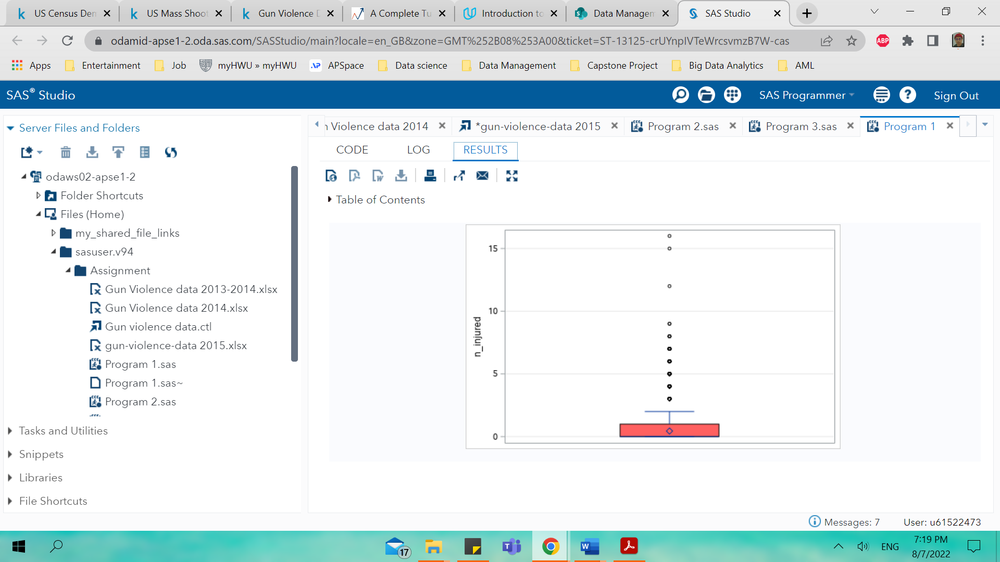 US Census Den
US Mass Shoot
Gun Violence D
A Complete Tu
Introduction to
Data Managem
SAS Studio
odamid-apse1-2.oda.sas.com/SASStudio/main?locale=en_GB&zone=GMT%252B08%253A00&ticket=ST-13125-crUYnpIVTeWrcsvmzB7W-cas
ABP
Apps
Entertainment
Job
myHWU » myHWU
APSpace
Data science
Data Management
Capstone Project
Big Data Analytics
AML
SAS® Studio
SAS Programmer
Sign Out
Server Files and Folders
odaws02-apse1-2
Folder Shortcuts
Files (Home)
my_shared_file_links
sasuser.v94
Assignment
Gun Violence data 2013-2014.xlsx
Gun Violence data 2014.xlsx
Gun violence data.ctl
gun-violence-data 2015.xlsx
Program 1.sas
Program 1.sas~
Program 2.sas
Tasks and Utilities
Snippets
Libraries
File Shortcuts
n Violence data 2014
*gun-violence-data 2015
Program 2.sas
Program 3.sas
Program 1
CODE
LOG
RESULTS
Table of Contents
15
10
5
0
n_injured
Messages: 7
User: u61522473
17
ENG
7:19 PM
8/7/2022